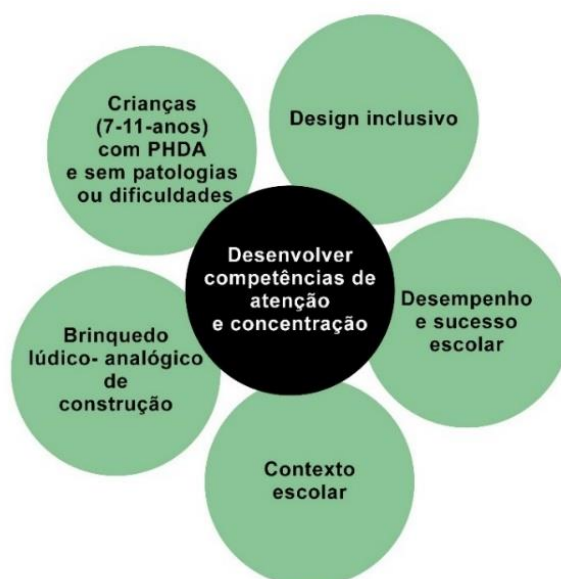 Crianças
(7-11-anos)
com PHDA
e sem patologias
ou dificuldades
Design inclusivo
Desenvolver
competências de
atenção
e concentração
Desempenho
e sucesso
escolar
Brinquedo
lúdico- analógico
de
construção
Contexto
escolar